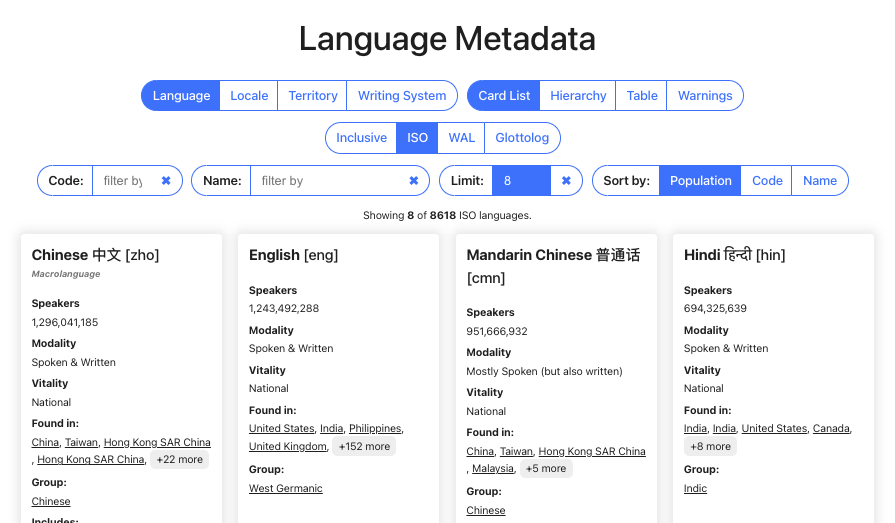 Language Metadata
Language Locale Territory Writing System Card List Hierarchy Table Warnings
Inclusive ISO WAL Glottolog
Code: filter by ✖ Name: filter by ✖ Limit: 8 ✖ Sort by: Population Code Name
Showing 8 of 8618 ISO languages.
Chinese 中文 [zho]
Macrolanguage
Speakers
1,296,041,185
Modality
Spoken & Written
Vitality
National
Found in:
China, Taiwan, Hong Kong SAR China
, Hong Kong SAR China, +22 more
Group:
Chinese
Includes:
English [eng]
Speakers
1,243,492,288
Modality
Spoken & Written
Vitality
National
Found in:
United States, India, Philippines,
United Kingdom, +152 more
Group:
West Germanic
Mandarin Chinese 普通话
[cmn]
Speakers
951,666,932
Modality
Mostly Spoken (but also written)
Vitality
National
Found in:
China, Taiwan, Hong Kong SAR China
, Malaysia, +5 more
Group:
Chinese
Hindi हिन्दी [hin]
Speakers
694,325,639
Modality
Spoken & Written
Vitality
National
Found in:
India, India, United States, Canada,
+8 more
Group:
Indic